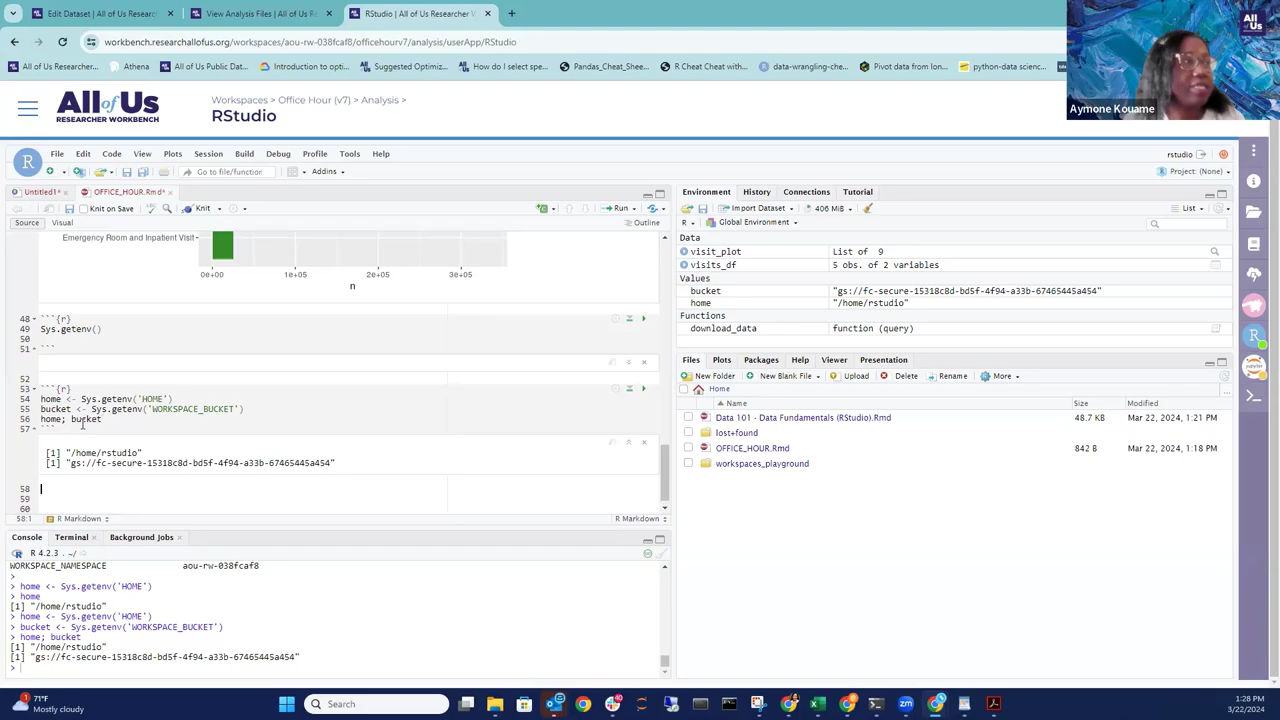 Edit Dataset | All of Us Researc
View Analysis Files | All of Us
RStudio | All of Us Researcher W
workbench.researchallofus.org/workspaces/aou-rw-038fcaf8/officehourv7/analysis/userApp/RStudio
All of Us Researche...
Athena
All of Us Public Dat...
Introduction to opti...
Suggested Optimiz...
How do I select spe...
Pandas_Cheat_Shee...
R Cheat Cheat with...
data-wrangling-che...
Pivot data from lon...
python-data scienc...
All of Us
Aymone Kouame
All of Us
RESEARCHER WORKBENCH
Workspaces > Office Hour (v7) > Analysis >
RStudio
R
File Edit Code View Plots Session Build Debug Profile Tools Help
rstudio
Go to file/function
Addins
Project: (None)
Untitled1*
OFFICE_HOUR.Rmd*
Knit on Save
Knit
Run
Source Visual
Outline
Emergency Room and Inpatient Visit
0e+00 1e+05 2e+05 3e+05
n
48 ```{r}
49 Sys.getenv()
50
51 ```
52
53 ```{r}
54 home <- Sys.getenv('HOME')
55 bucket <- Sys.getenv('WORKSPACE_BUCKET')
56 home; bucket
57 ```
[1] "/home/rstudio"
[1] "gs://fc-secure-15318c8d-bd5f-4f94-a33b-67465445a454"
58
59
60
58:1 R Markdown R Markdown
Console Terminal Background Jobs
R 4.2.3 . ~/
WORKSPACE_NAMESPACE aou-rw-038fcaf8
>
> home <- Sys.getenv('HOME')
> home
[1] "/home/rstudio"
> home <- Sys.getenv('HOME')
> bucket <- Sys.getenv('WORKSPACE_BUCKET')
> home; bucket
[1] "/home/rstudio"
[1] "gs://fc-secure-15318c8d-bd5f-4f94-a33b-67465445a454"
>
Environment History Connections Tutorial
Import Dataset 406 MiB List
R Global Environment
Data
visit_plot List of 9
visits_df 5 obs. of 2 variables
Values
bucket "gs://fc-secure-15318c8d-bd5f-4f94-a33b-67465445a454"
home "/home/rstudio"
Functions
download_data function (query)
Files Plots Packages Help Viewer Presentation
New Folder New Blank File Upload Delete Rename More
Home
Name Size Modified
Data 101 - Data Fundamentals (RStudio).Rmd 48.7 KB Mar 22, 2024, 1:21 PM
lost+found
OFFICE_HOUR.Rmd 842 B Mar 22, 2024, 1:18 PM
workspaces_playground
71°F
Mostly cloudy
Search
40
1:28 PM
3/22/2024